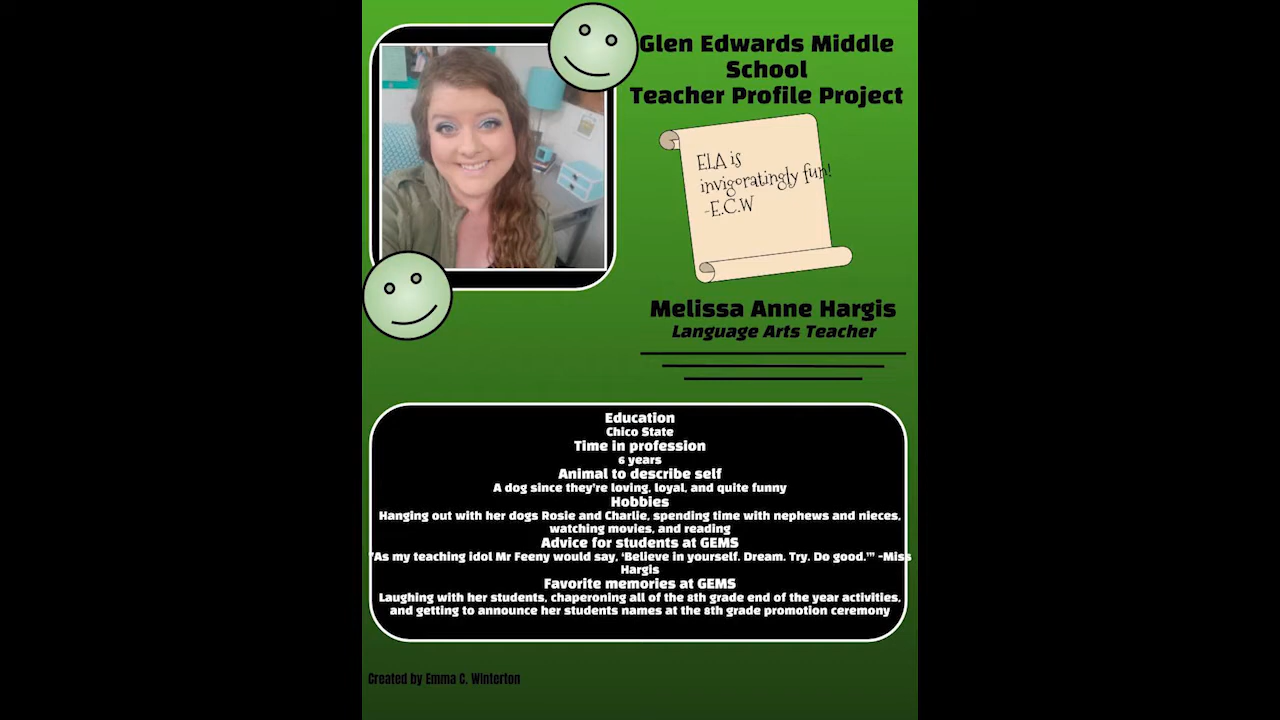 Glen Edwards Middle
School
Teacher Profile Project
ELA is
invigoratingly fun!
-E.C.W
Melissa Anne Hargis
Language Arts Teacher
Education
Chico State
Time in profession
6 years
Animal to describe self
A dog since they're loving, loyal, and quite funny
Hobbies
Hanging out with her dogs Rosie and Charlie, spending time with nephews and nieces,
watching movies, and reading
Advice for students at GEMS
"As my teaching idol Mr Feeny would say, 'Believe in yourself. Dream. Try. Do good.'" -Miss
Hargis
Favorite memories at GEMS
Laughing with her students, chaperoning all of the 8th grade end of the year activities,
and getting to announce her students names at the 8th grade promotion ceremony
Created by Emma C. Winterton